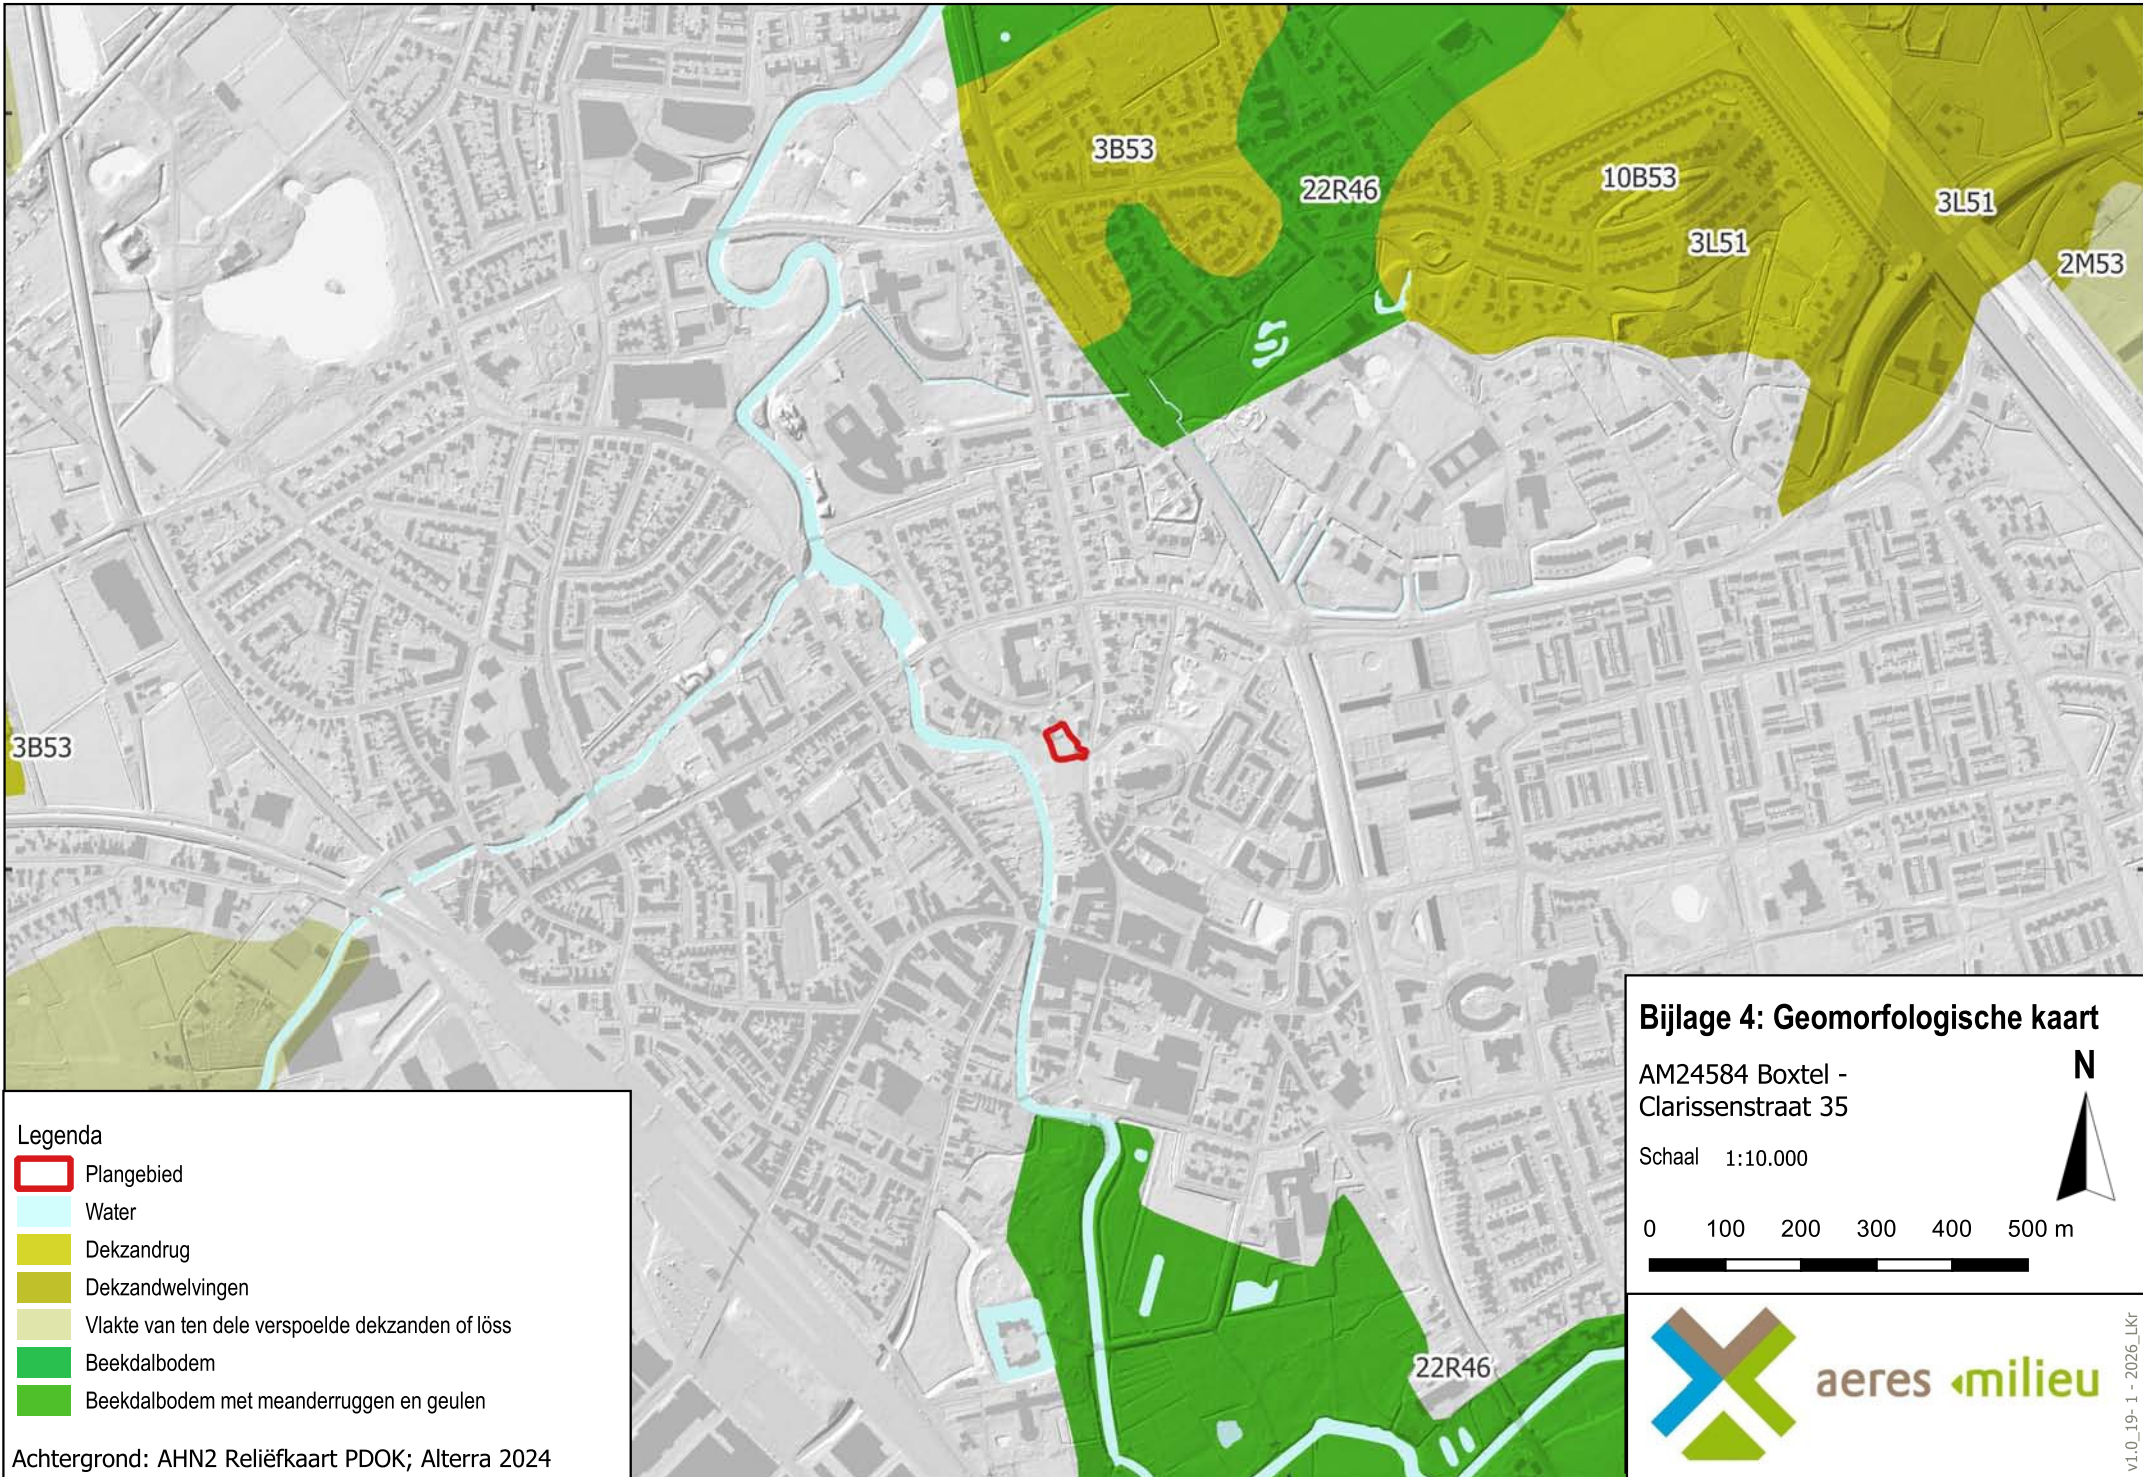 3B53
22R46
10B53
3L51
3L51
2M53
3B53
22R46
Legenda
Plangebied
Water
Dekzandrug
Dekzandwelvingen
Vlakte van ten dele verspoelde dekzanden of löss
Beekdalbodem
Beekdalbodem met meanderruggen en geulen
Achtergrond: AHN2 Reliëfkaart PDOK; Alterra 2024
Bijlage 4: Geomorfologische kaart
AM24584 Boxtel -
Clarissenstraat 35
N
Schaal 1:10.000
0 100 200 300 400 500 m
aeres milieu
v1.0_19- 1 - 2026_LKr